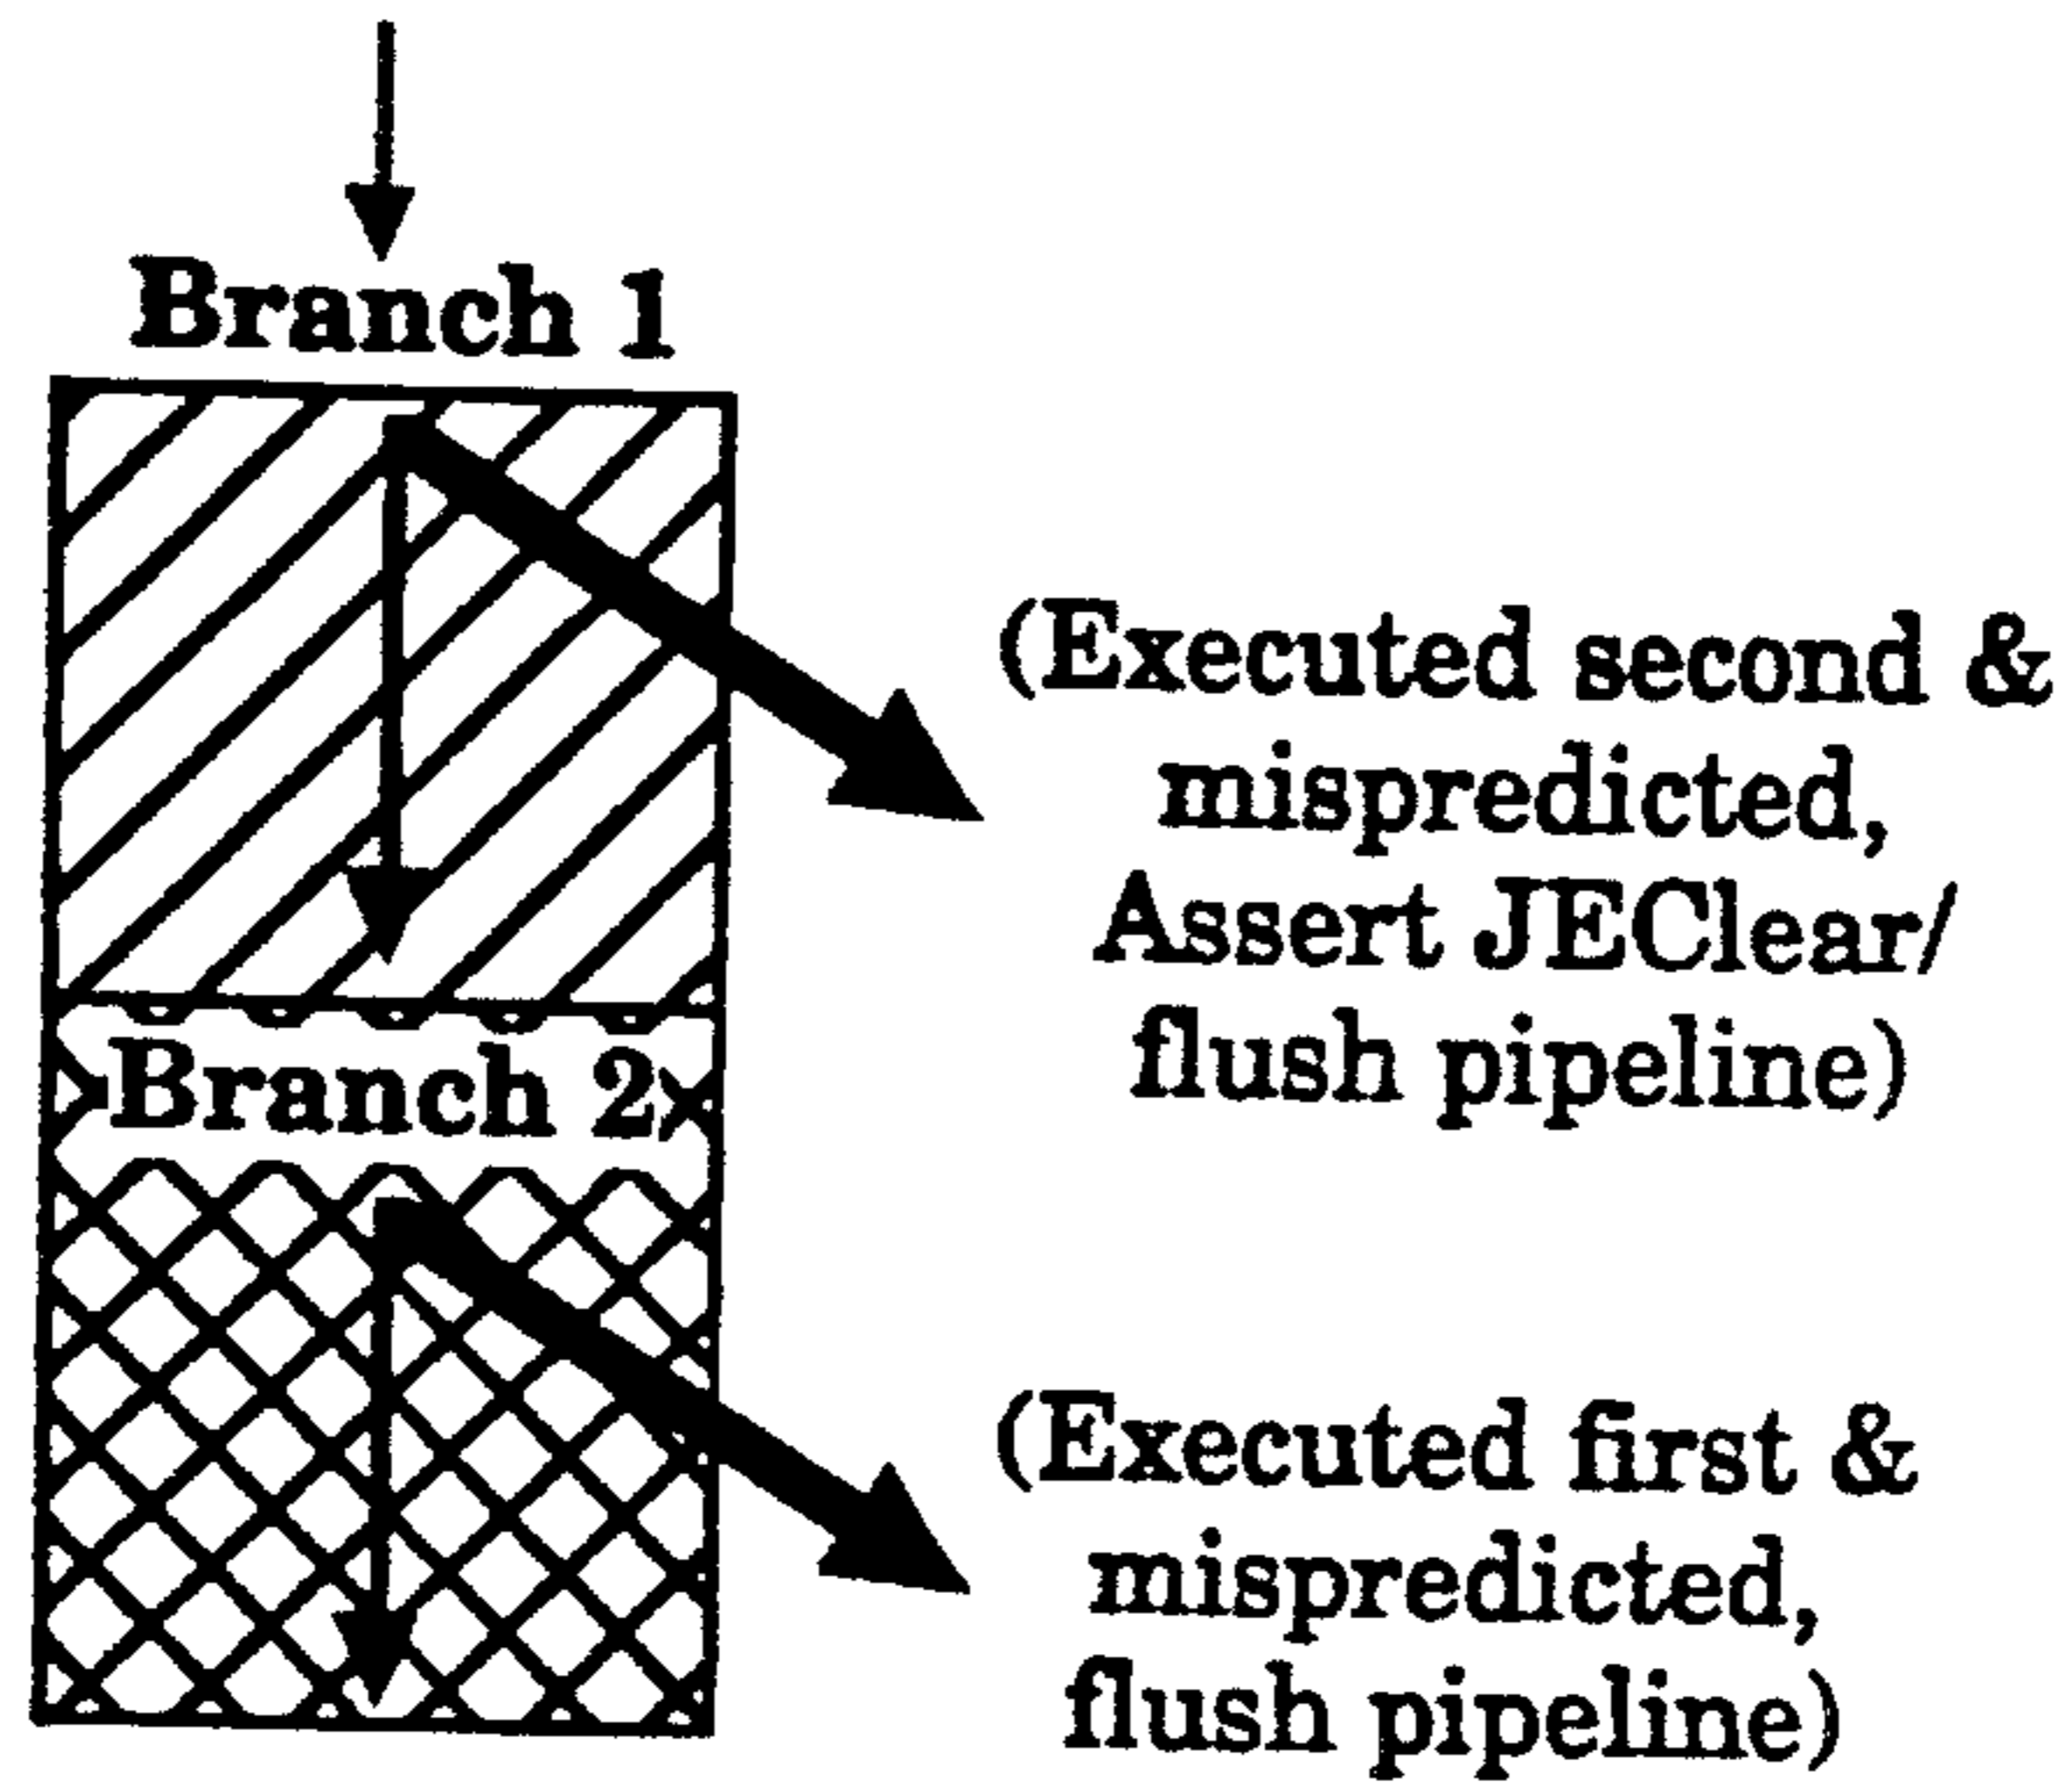 Branch 1
(Executed second &
mispredicted,
Assert JEClear/
flush pipeline)
Branch 2
(Executed first &
mispredicted,
flush pipeline)